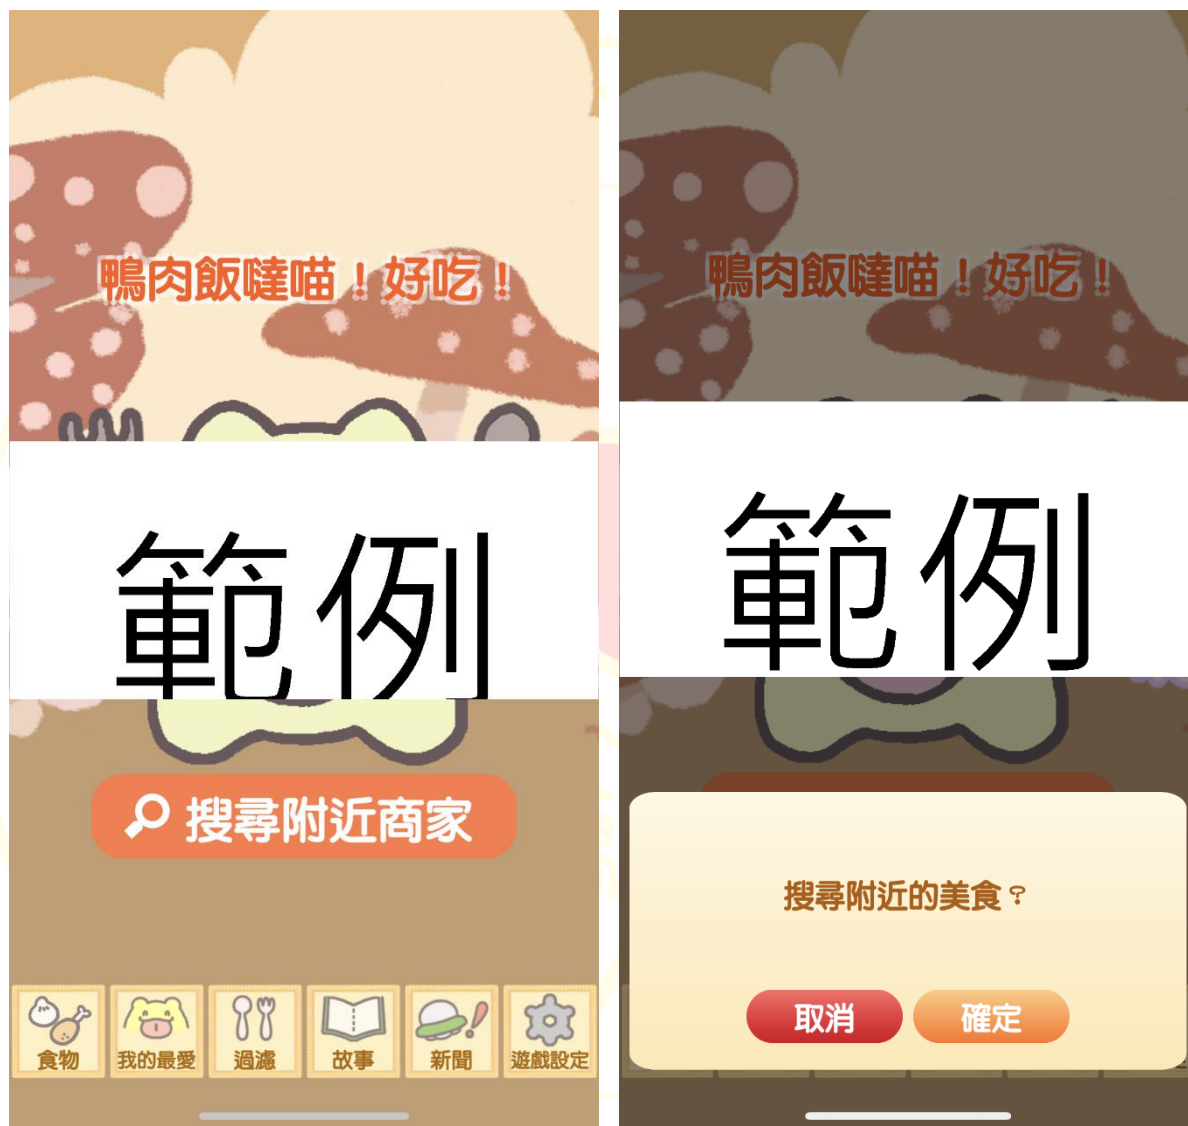 鴨肉飯噠喵！好吃！
範例
搜尋附近商家
食物
我的最愛
過濾
故事
新聞
遊戲設定
鴨肉飯噠喵！好吃！
範例
搜尋附近的美食？
取消
確定